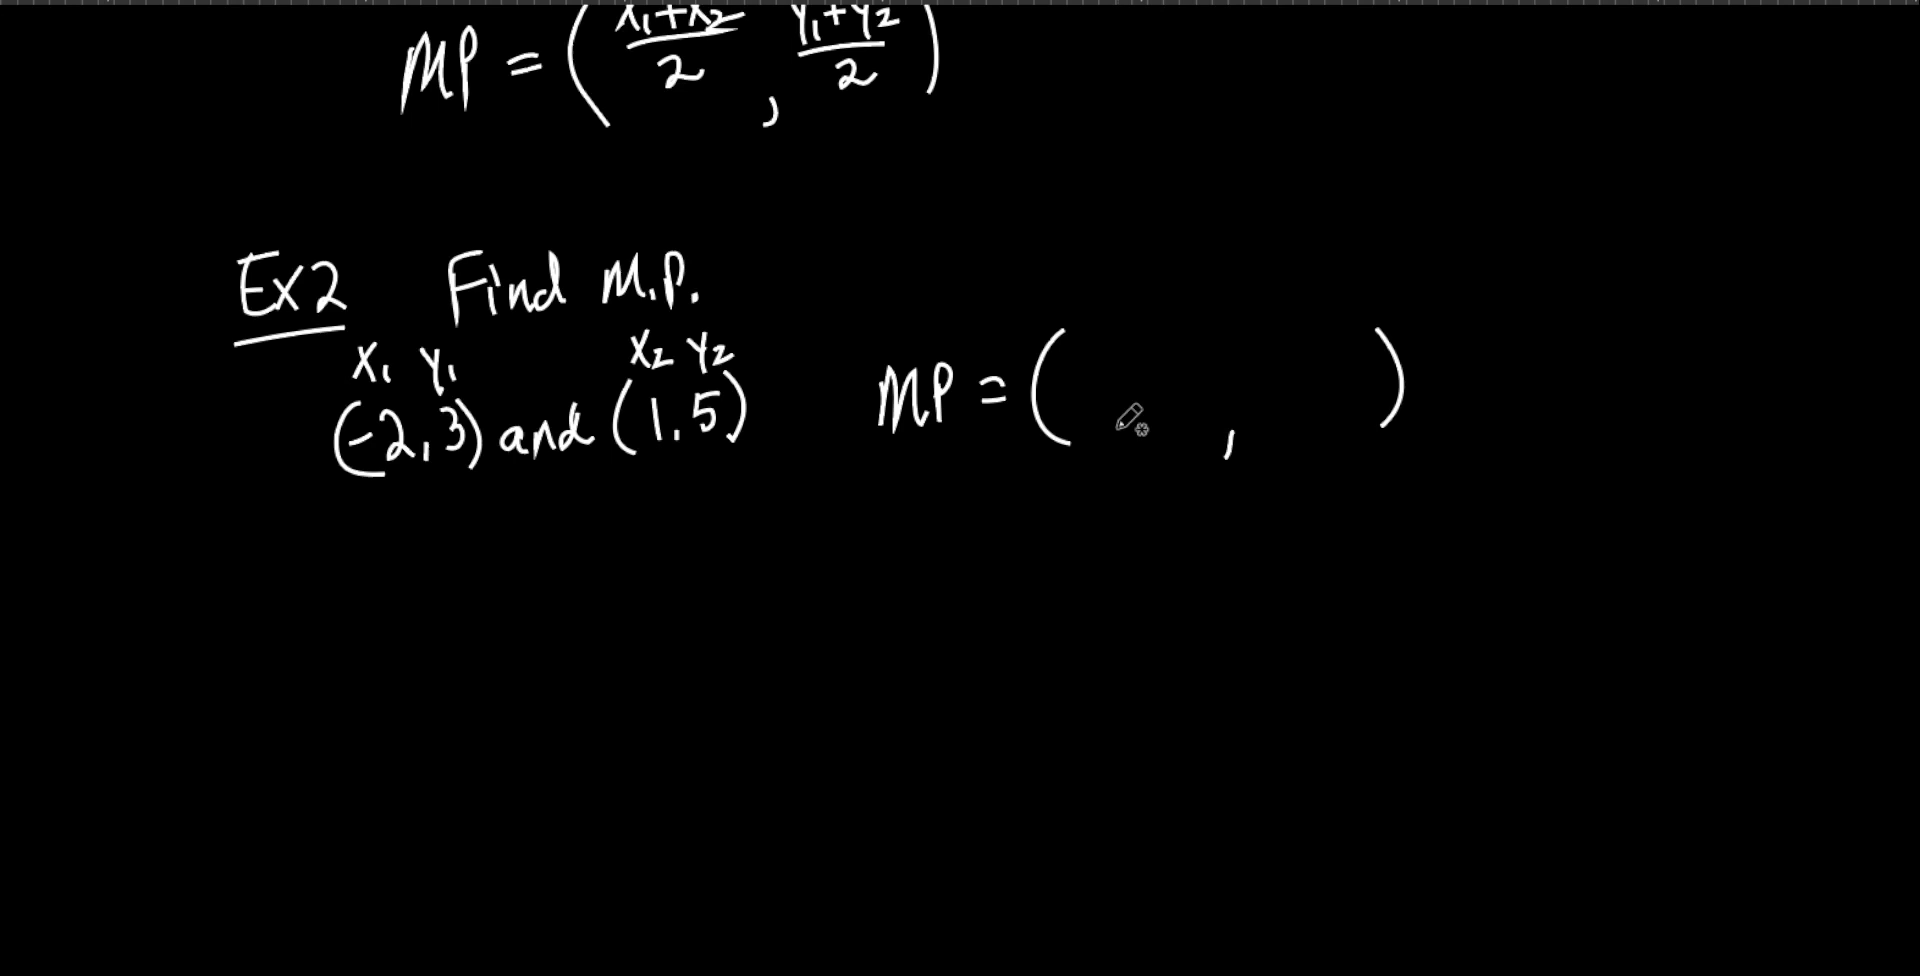 MP = (x₁+x₂/2, y₁+y₂/2)
Ex2 Find M.P.
x₁ y₁ x₂ y₂
(-2,3) and (1,5) MP = ( , )